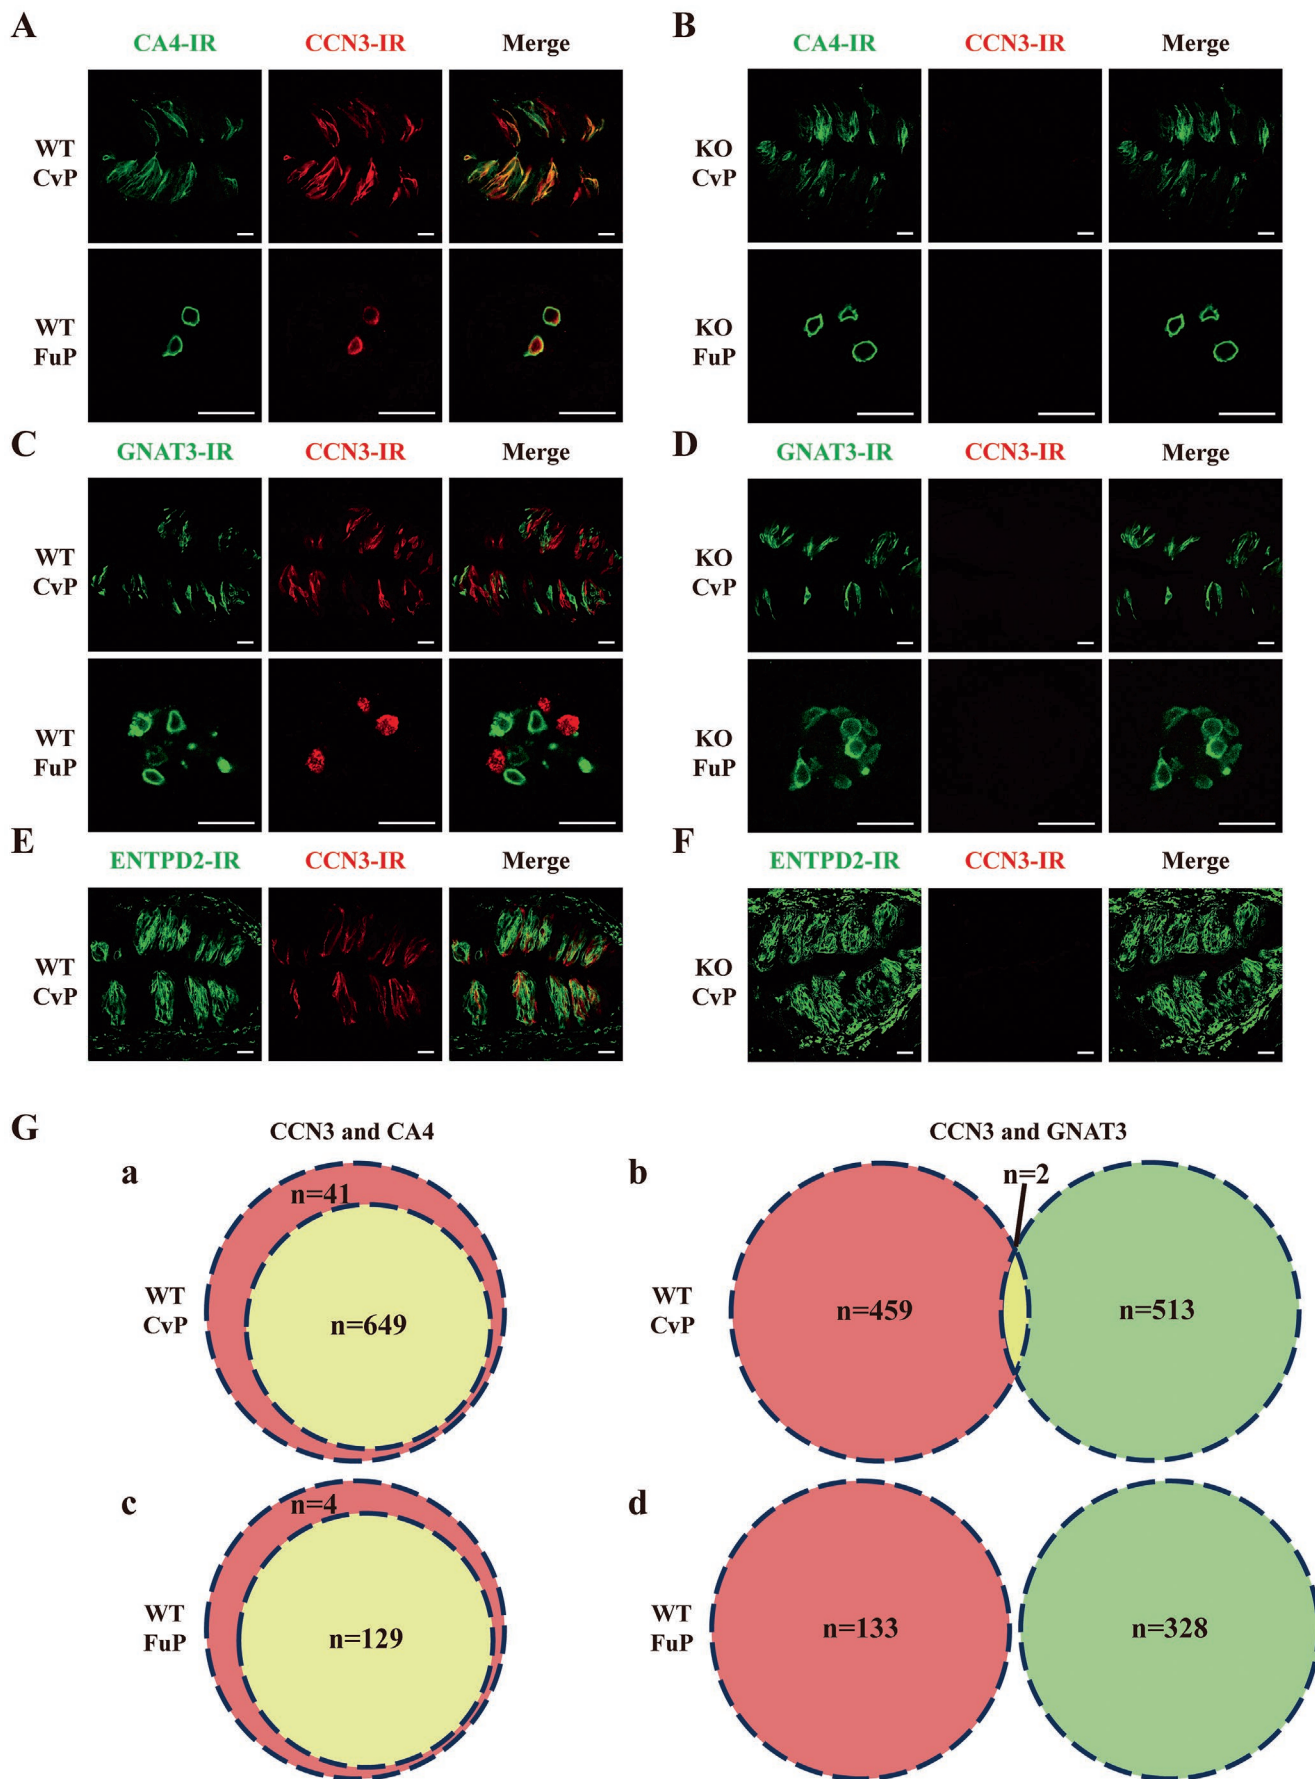 A
CA4-IR CCN3-IR Merge
WT
CvP
WT
FuP
B
CA4-IR CCN3-IR Merge
KO
CvP
KO
FuP
C
GNAT3-IR CCN3-IR Merge
WT
CvP
WT
FuP
D
GNAT3-IR CCN3-IR Merge
KO
CvP
KO
FuP
E
ENTPD2-IR CCN3-IR Merge
WT
CvP
F
ENTPD2-IR CCN3-IR Merge
KO
CvP
G
CCN3 and CA4
CCN3 and GNAT3
a
n=41
WT
CvP
n=649
b
n=2
WT
CvP
n=459
n=513
c
n=4
WT
FuP
n=129
d
WT
FuP
n=133
n=328